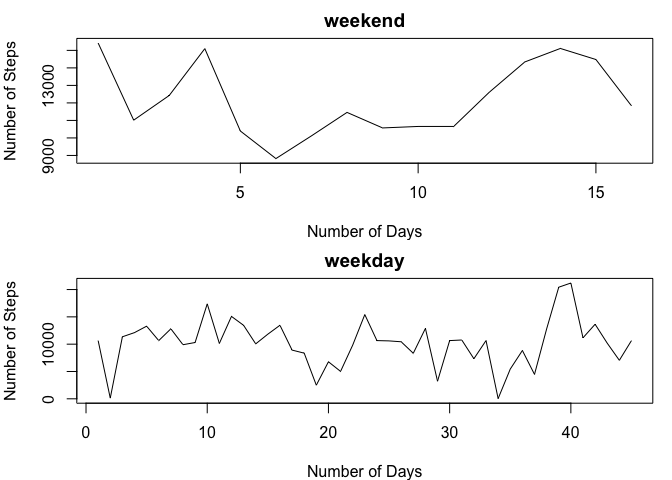 weekend
Number of Steps
13000
9000
5 10 15
Number of Days
weekday
Number of Steps
10000
0
0 10 20 30 40
Number of Days